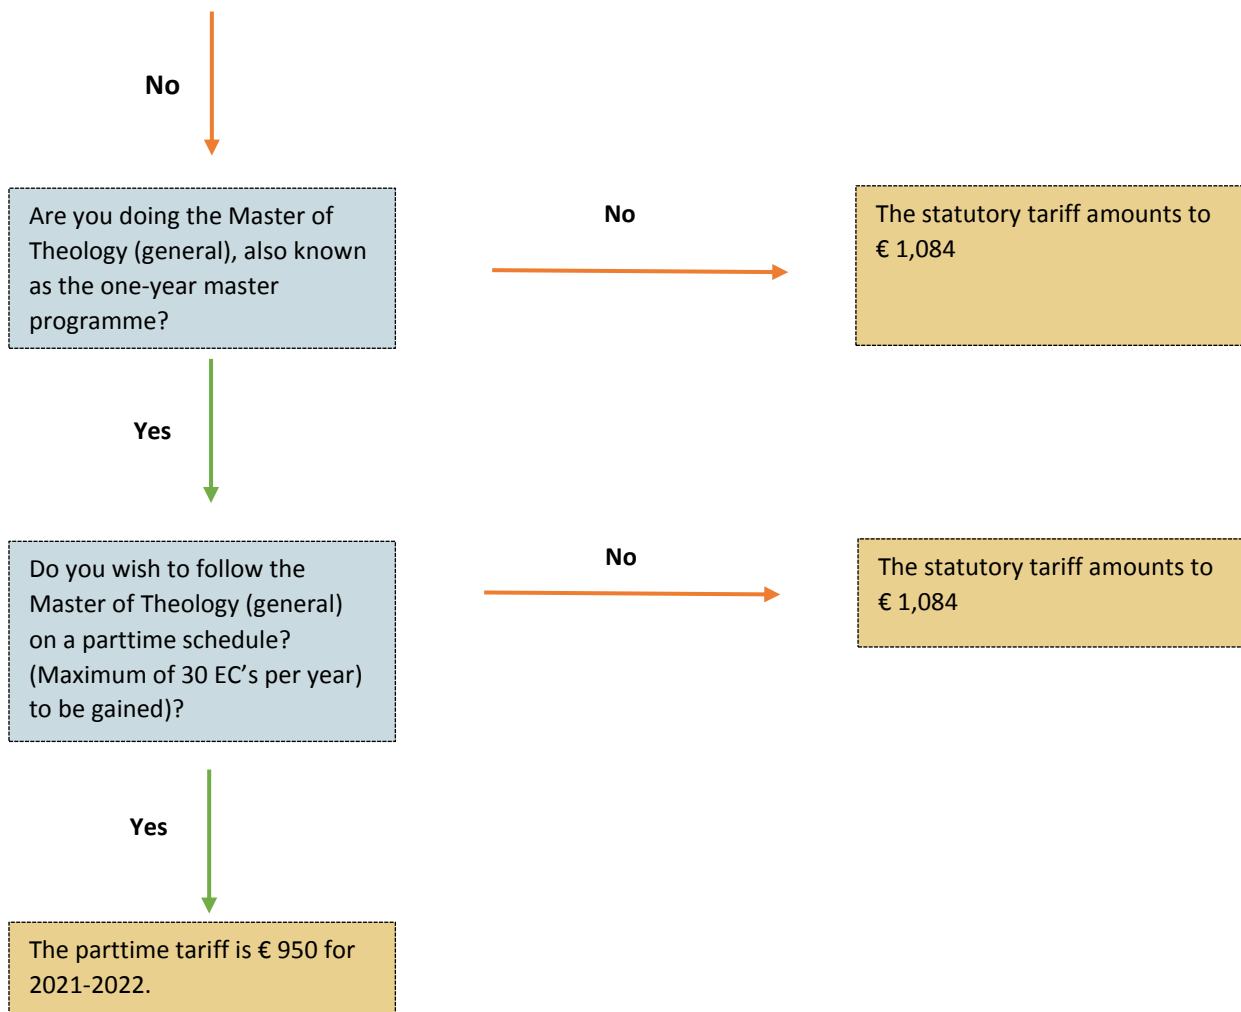 No
Are you doing the Master of
Theology (general), also known
as the one-year master
programme?
No
The statutory tariff amounts to
€ 1,084
Yes
Do you wish to follow the
Master of Theology (general)
on a parttime schedule?
(Maximum of 30 EC’s per year)
to be gained)?
No
The statutory tariff amounts to
€ 1,084
Yes
The parttime tariff is € 950 for
2021-2022.